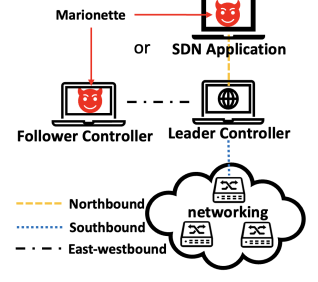 Marionette
or
SDN Application
Follower Controller
Leader Controller
networking
Northbound
Southbound
East-westbound